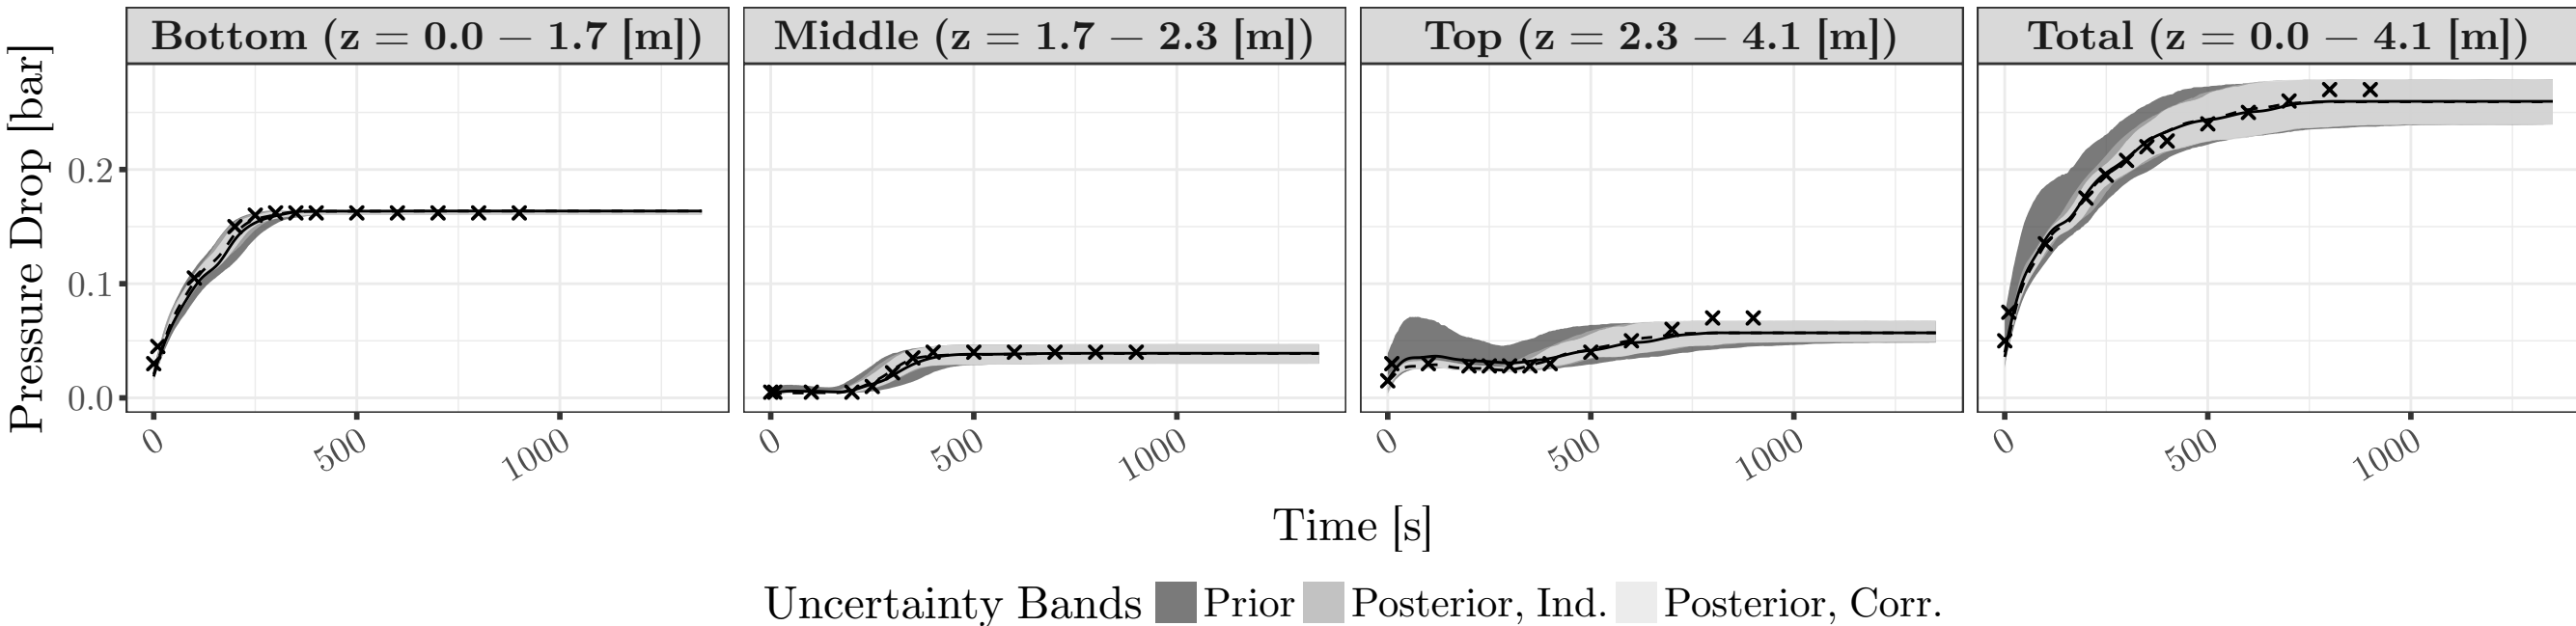 Bottom (z = 0.0 − 1.7 [m])
Middle (z = 1.7 − 2.3 [m])
Top (z = 2.3 − 4.1 [m])
Total (z = 0.0 − 4.1 [m])
Pressure Drop [bar]
0.2
0.1
0.0
0 500 1000
0 500 1000
0 500 1000
0 500 1000
Time [s]
Uncertainty Bands Prior Posterior, Ind. Posterior, Corr.